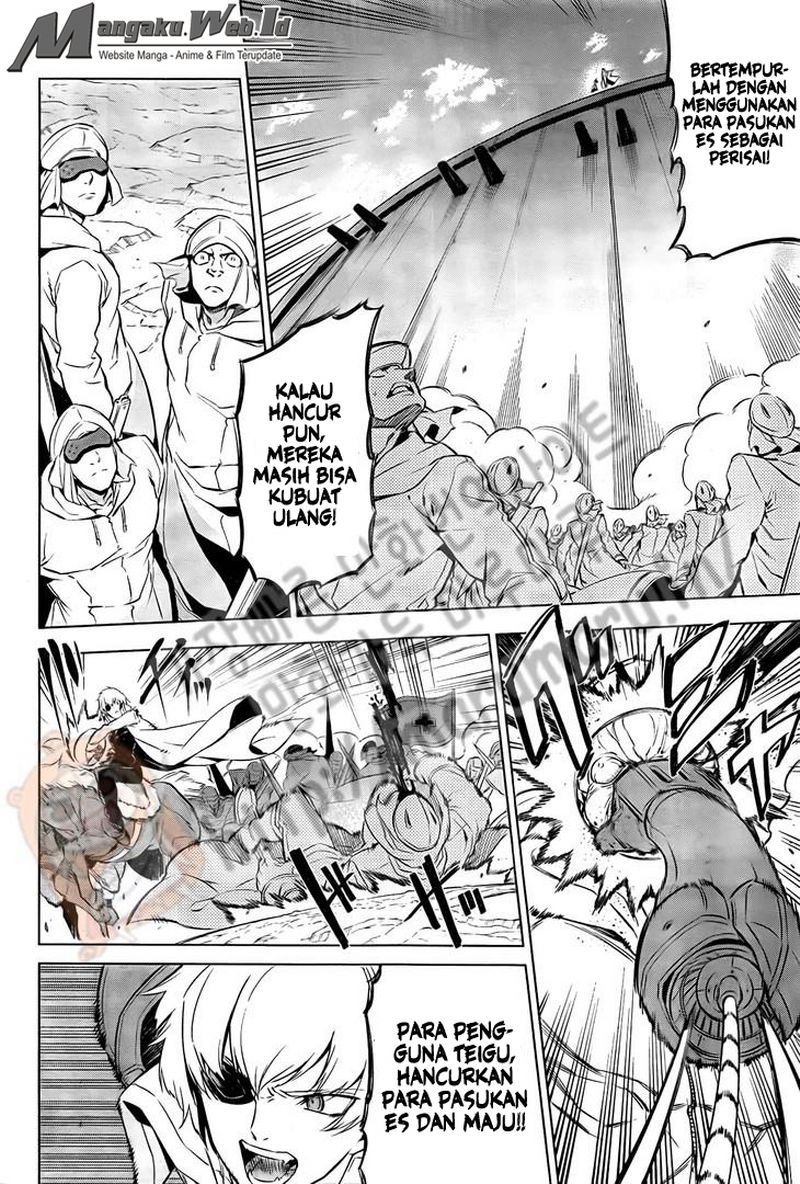 Mangaku.Web.Id
Website Manga - Anime & Film Terupdate
BERTEMPUR-
LAH DENGAN
MENGGUNAKAN
PARA PASUKAN
ES SEBAGAI
PERISAI!
KALAU
HANCUR
PUN,
MEREKA
MASIH BISA
KUBUAT
ULANG!
PARA PENG-
GUNA TEIGU,
HANCURKAN
PARA PASUKAN
ES DAN MAJU!!